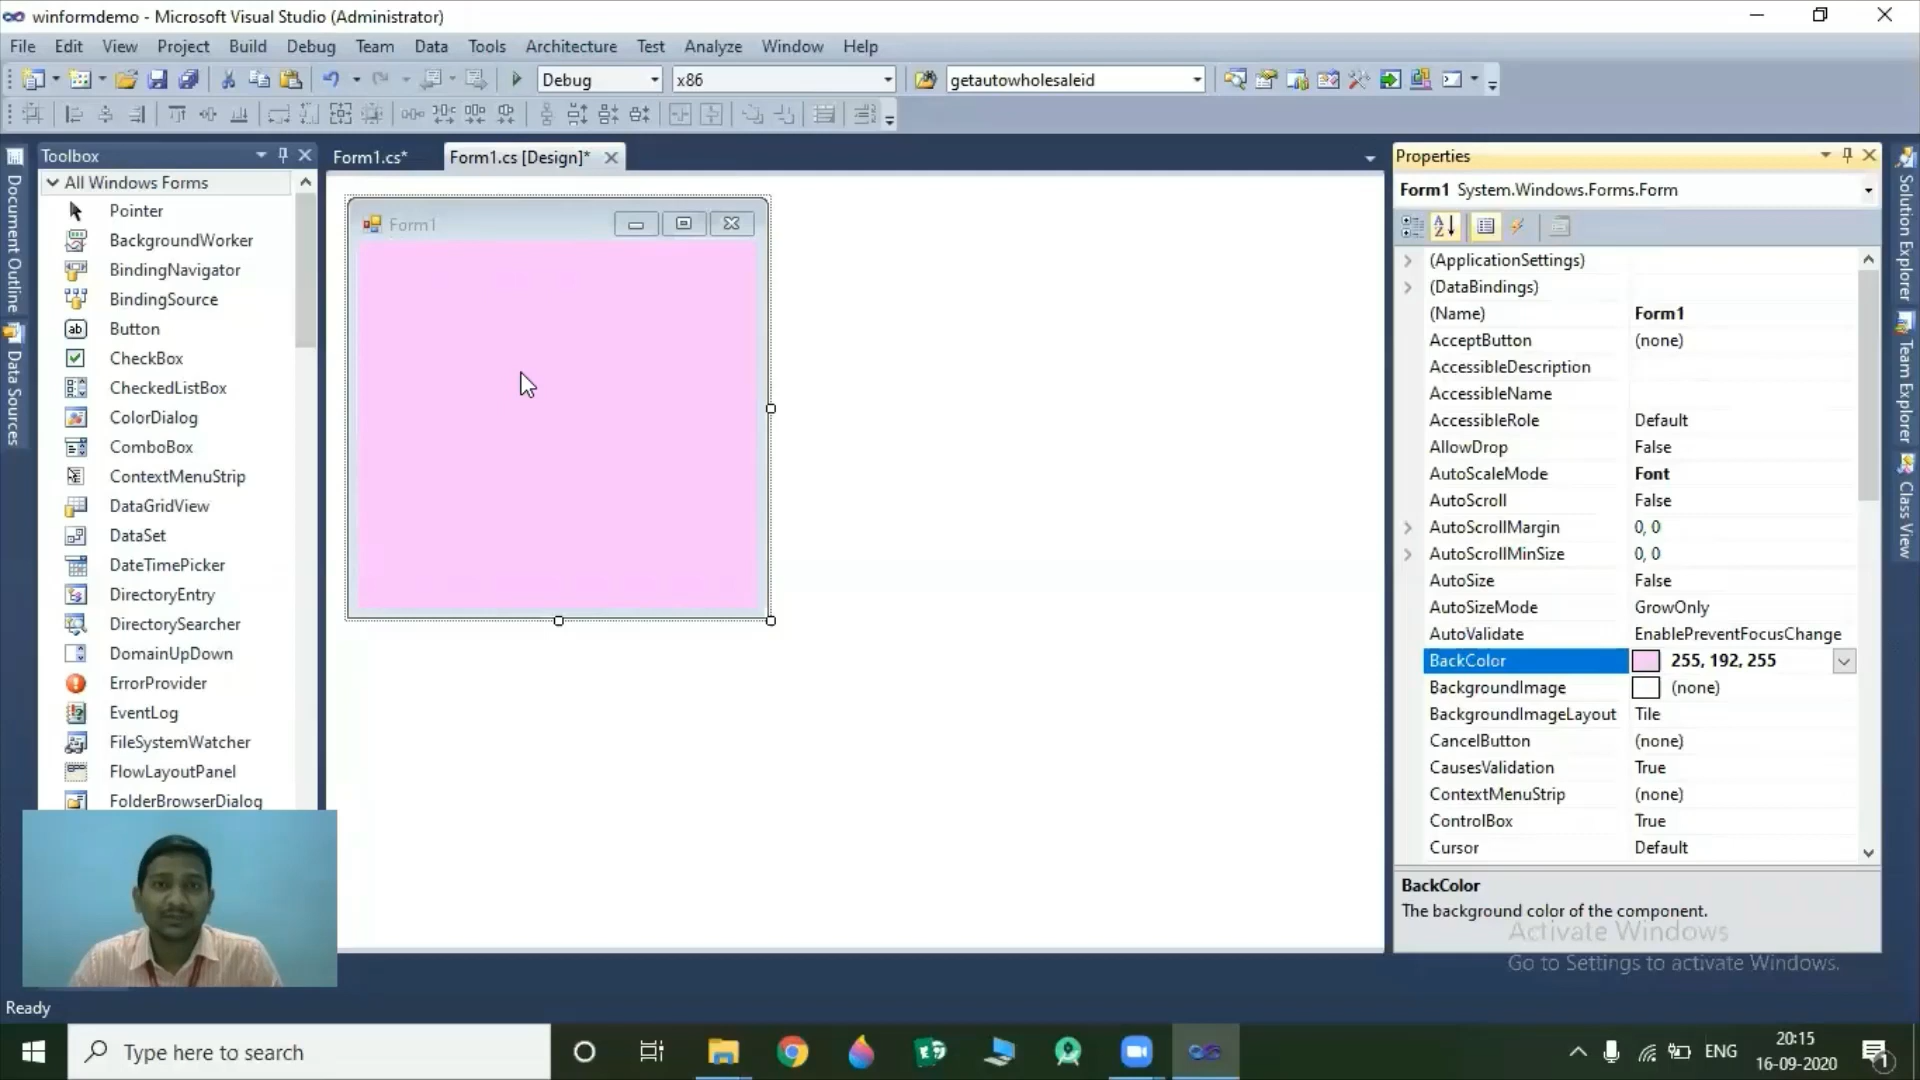 winformdemo - Microsoft Visual Studio (Administrator)
File Edit View Project Build Debug Team Data Tools Architecture Test Analyze Window Help
Debug x86 getautowholesaleid
Document Outline
Data Sources
Toolbox
All Windows Forms
Pointer
BackgroundWorker
BindingNavigator
BindingSource
Button
CheckBox
CheckedListBox
ColorDialog
ComboBox
ContextMenuStrip
DataGridView
DataSet
DateTimePicker
DirectoryEntry
DirectorySearcher
DomainUpDown
ErrorProvider
EventLog
FileSystemWatcher
FlowLayoutPanel
FolderBrowserDialog
Form1.cs* Form1.cs [Design]*
Form1
Properties
Form1 System.Windows.Forms.Form
(ApplicationSettings)
(DataBindings)
(Name) Form1
AcceptButton (none)
AccessibleDescription
AccessibleName
AccessibleRole Default
AllowDrop False
AutoScaleMode Font
AutoScroll False
AutoScrollMargin 0, 0
AutoScrollMinSize 0, 0
AutoSize False
AutoSizeMode GrowOnly
AutoValidate EnablePreventFocusChange
BackColor 255, 192, 255
BackgroundImage (none)
BackgroundImageLayout Tile
CancelButton (none)
CausesValidation True
ContextMenuStrip (none)
ControlBox True
Cursor Default
BackColor
The background color of the component.
Activate Windows
Go to Settings to activate Windows.
Solution Explorer
Team Explorer
Class View
Ready
Type here to search
ENG
20:15
16-09-2020
1